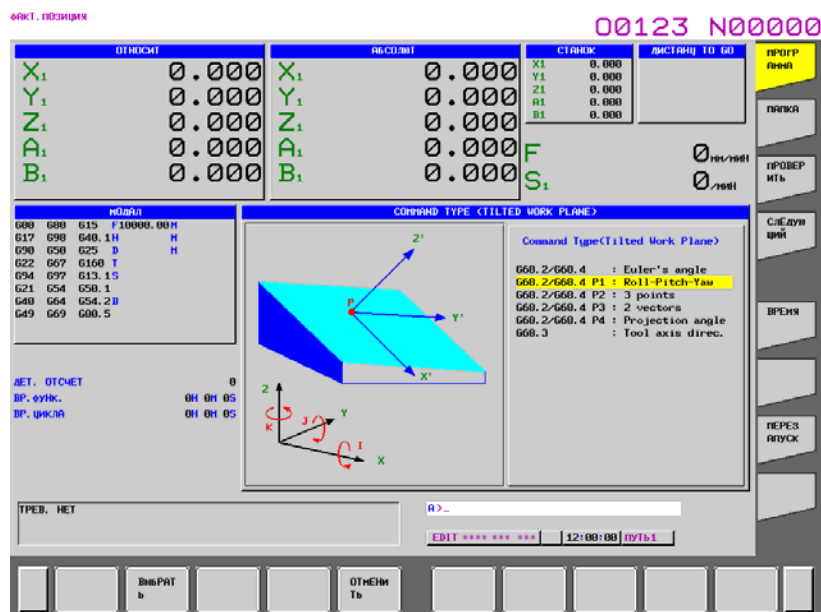 ФАКТ. ПОЗИЦИЯ
O0123 N00000
ОТНОСИТ
X1 0.000
Y1 0.000
Z1 0.000
A1 0.000
B1 0.000
АБСОЛЮТ
X1 0.000
Y1 0.000
Z1 0.000
A1 0.000
B1 0.000
СТАНОК
X1 0.000
Y1 0.000
Z1 0.000
A1 0.000
B1 0.000
ДИСТАНЦ TO GO
F 0 ММ/МИН
S1 0 /МИН
МОДАЛ
G00 G80 G15 F10000.00M
G17 G98 G40.1H M
G90 G50 G25 D M
G22 G67 G160 T
G94 G97 G13.1S
G21 G54 G50.1
G40 G64 G54.2B
G49 G69 G80.5
ДЕТ. ОТСЧЕТ 0
ВР.ФУНК. 0H 0M 0S
ВР.ЦИКЛА 0H 0M 0S
COMMAND TYPE (TILTED WORK PLANE)
Z'
P
Y'
X'
Z
K
J
Y
I
X
Command Type(Tilted Work Plane)
G68.2/G68.4 : Euler's angle
G68.2/G68.4 P1 : Roll-Pitch-Yaw
G68.2/G68.4 P2 : 3 points
G68.2/G68.4 P3 : 2 vectors
G68.2/G68.4 P4 : Projection angle
G68.3 : Tool axis direc.
ТРЕВ. НЕТ
A)_
EDIT **** *** *** 12:00:00 ПУТЬ1
ПРОГР
АММА
ПАПКА
ПРОВЕР
ИТЬ
СЛЕДУЮ
ЩИЙ
ВРЕМЯ
ПЕРЕЗ
АПУСК
ВЫБРАТ
Ь
ОТМЕНИ
ТЬ